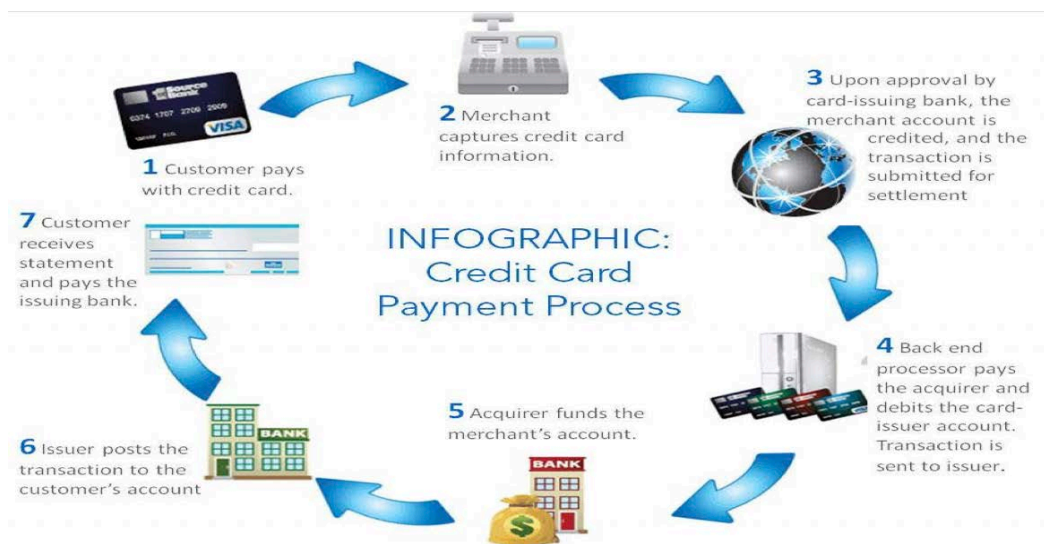 1 Customer pays
with credit card.
2 Merchant
captures credit card
information.
3 Upon approval by
card-issuing bank, the
merchant account is
credited, and the
transaction is
submitted for
settlement
4 Back end
processor pays
the acquirer and
debits the card-
issuer account.
Transaction is
sent to issuer.
5 Acquirer funds the
merchant's account.
6 Issuer posts the
transaction to the
customer's account
7 Customer
receives
statement
and pays the
issuing bank.
INFOGRAPHIC:
Credit Card
Payment Process
Source
Bank
VISA
BANK
BANK